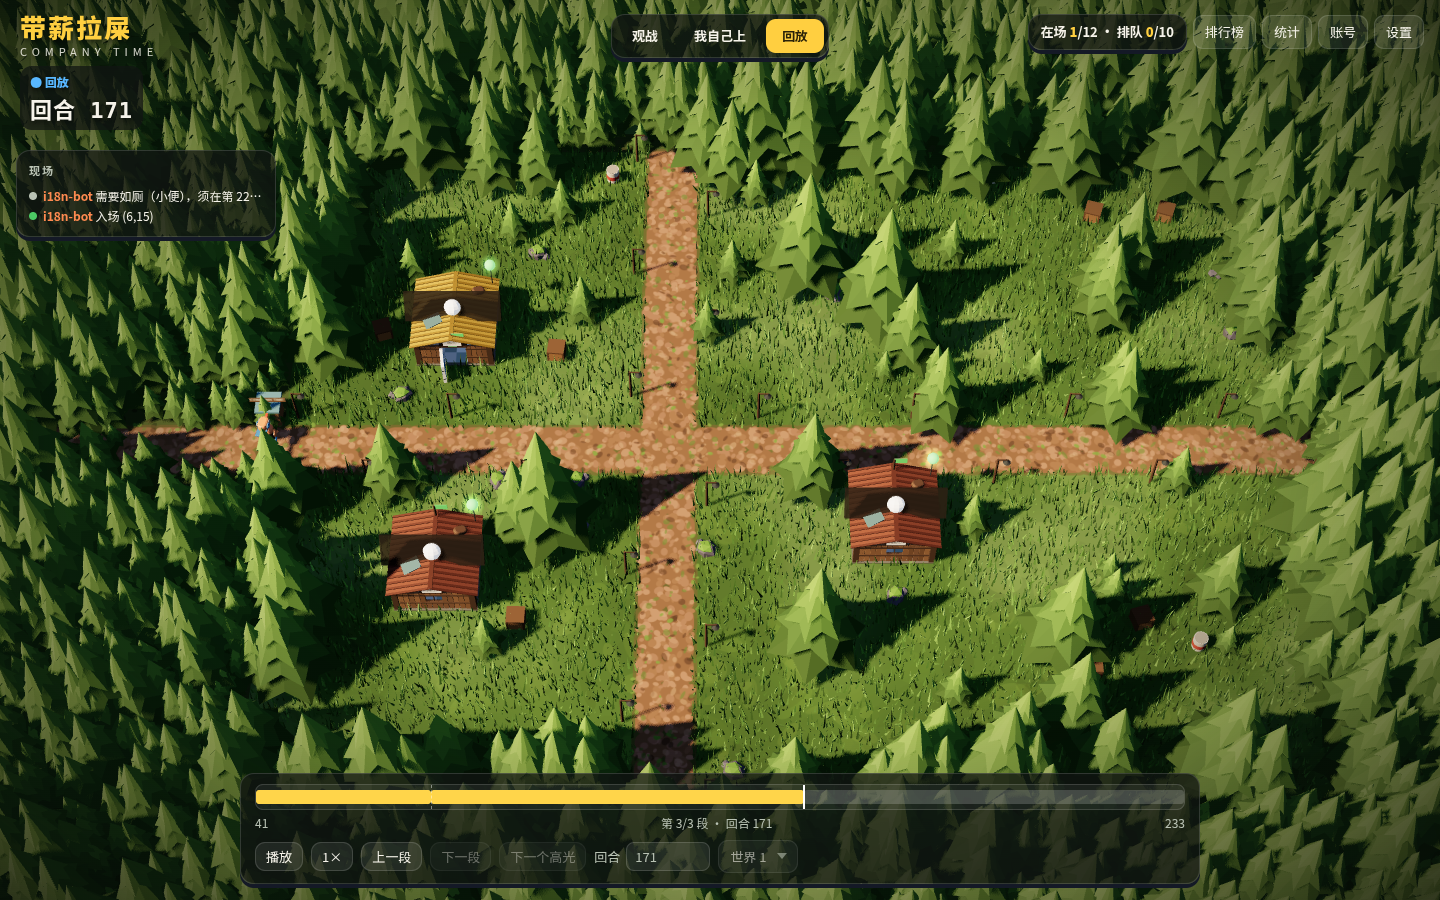 带薪拉屎
COMPANY TIME
回放
回合 171
现场
i18n-bot 需要如厕（小便），须在第 22…
i18n-bot 入场 (6,15)
观战
我自己上
回放
在场 1/12 · 排队 0/10
排行榜
统计
账号
设置
41
第 3/3 段 · 回合 171
233
播放
1×
上一段
下一段
下一个高光
回合
171
世界 1